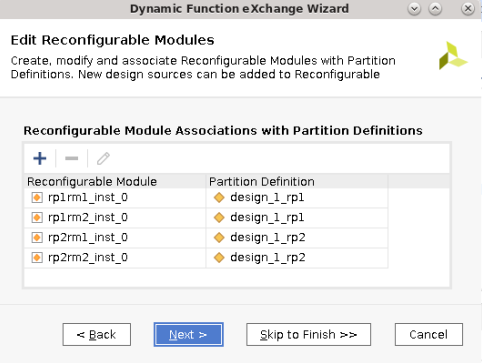 Dynamic Function eXchange Wizard
Edit Reconfigurable Modules
Create, modify and associate Reconfigurable Modules with Partition
Definitions. New design sources can be added to Reconfigurable
Reconfigurable Module Associations with Partition Definitions
Reconfigurable Module Partition Definition
rp1rm1_inst_0 design_1_rp1
rp1rm2_inst_0 design_1_rp1
rp2rm1_inst_0 design_1_rp2
rp2rm2_inst_0 design_1_rp2
< Back Next > Skip to Finish >> Cancel